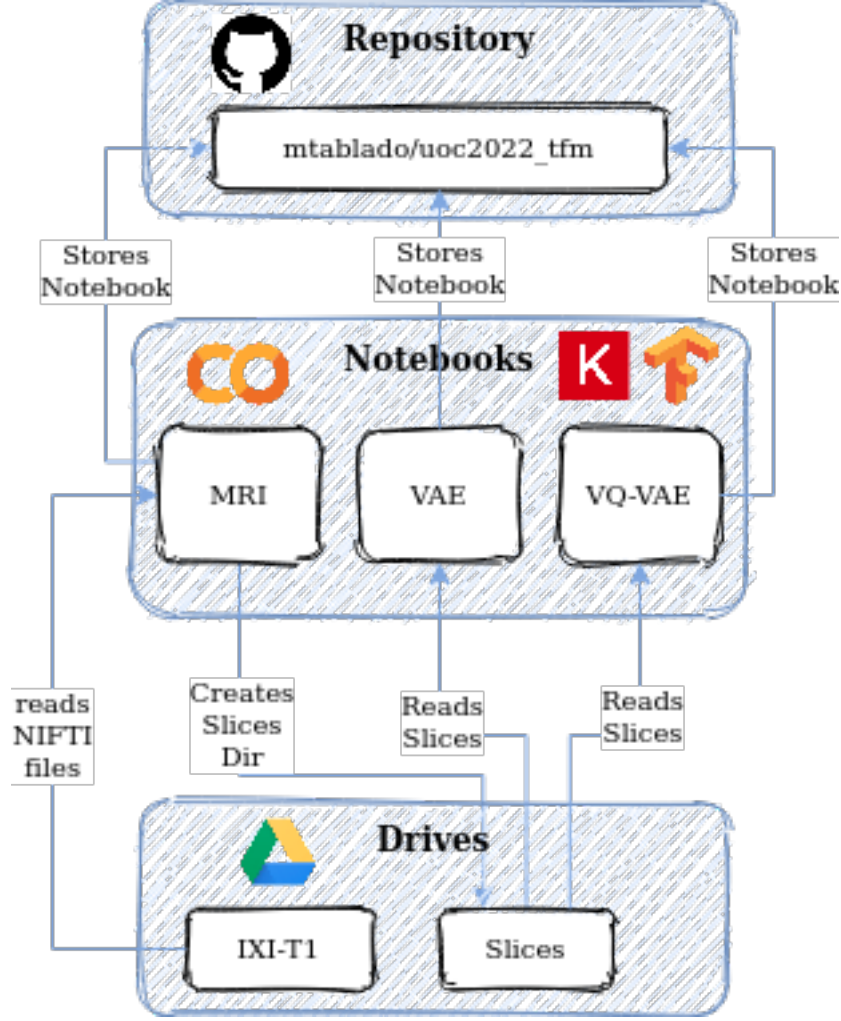 Repository
mtablado/uoc2022_tfm
Stores
Notebook
Stores
Notebook
Stores
Notebook
Notebooks
K
MRI
VAE
VQ-VAE
reads
NIFTI
files
Creates
Slices
Dir
Reads
Slices
Reads
Slices
Drives
IXI-T1
Slices